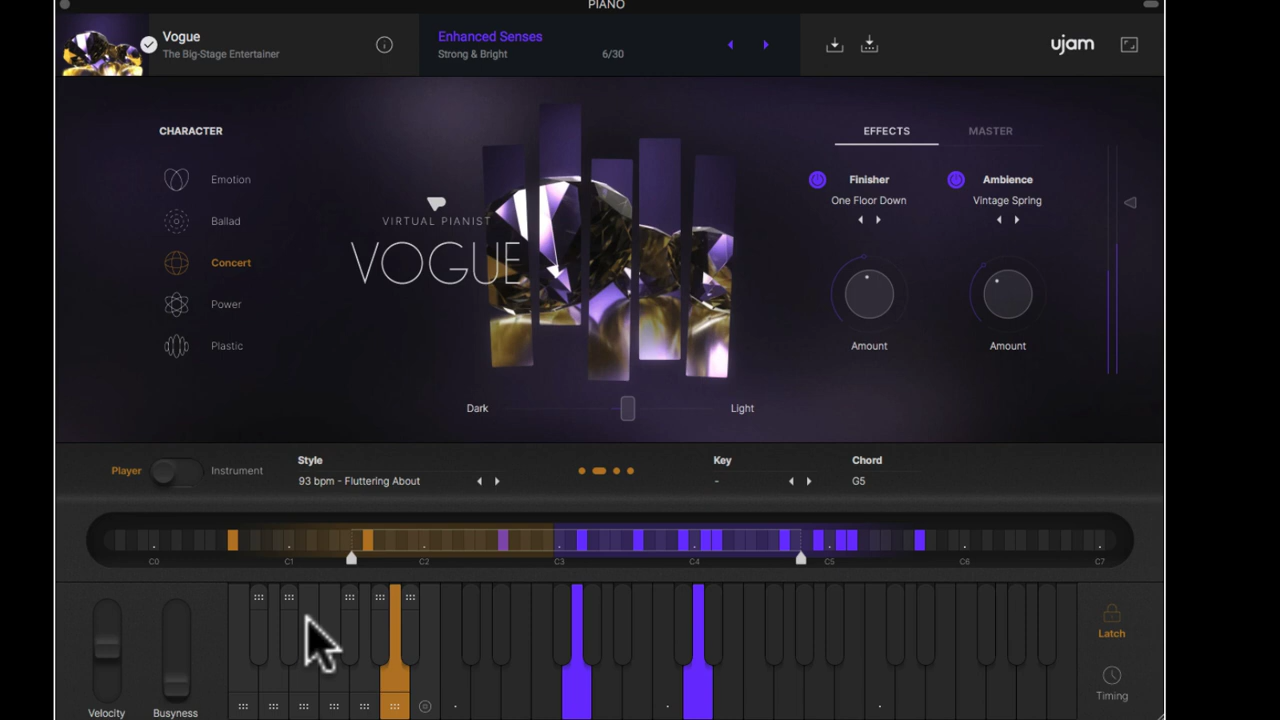 PIANO
Vogue
The Big-Stage Entertainer
Enhanced Senses
Strong & Bright
6/30
ujam
CHARACTER
Emotion
Ballad
Concert
Power
Plastic
VIRTUAL PIANIST
VOGUE
Dark
Light
EFFECTS
MASTER
Finisher
One Floor Down
Amount
Ambience
Vintage Spring
Amount
Player
Instrument
Style
93 bpm - Fluttering About
Key
-
Chord
G5
C0
C1
C2
C3
C4
C5
C6
C7
Velocity
Busyness
Latch
Timing